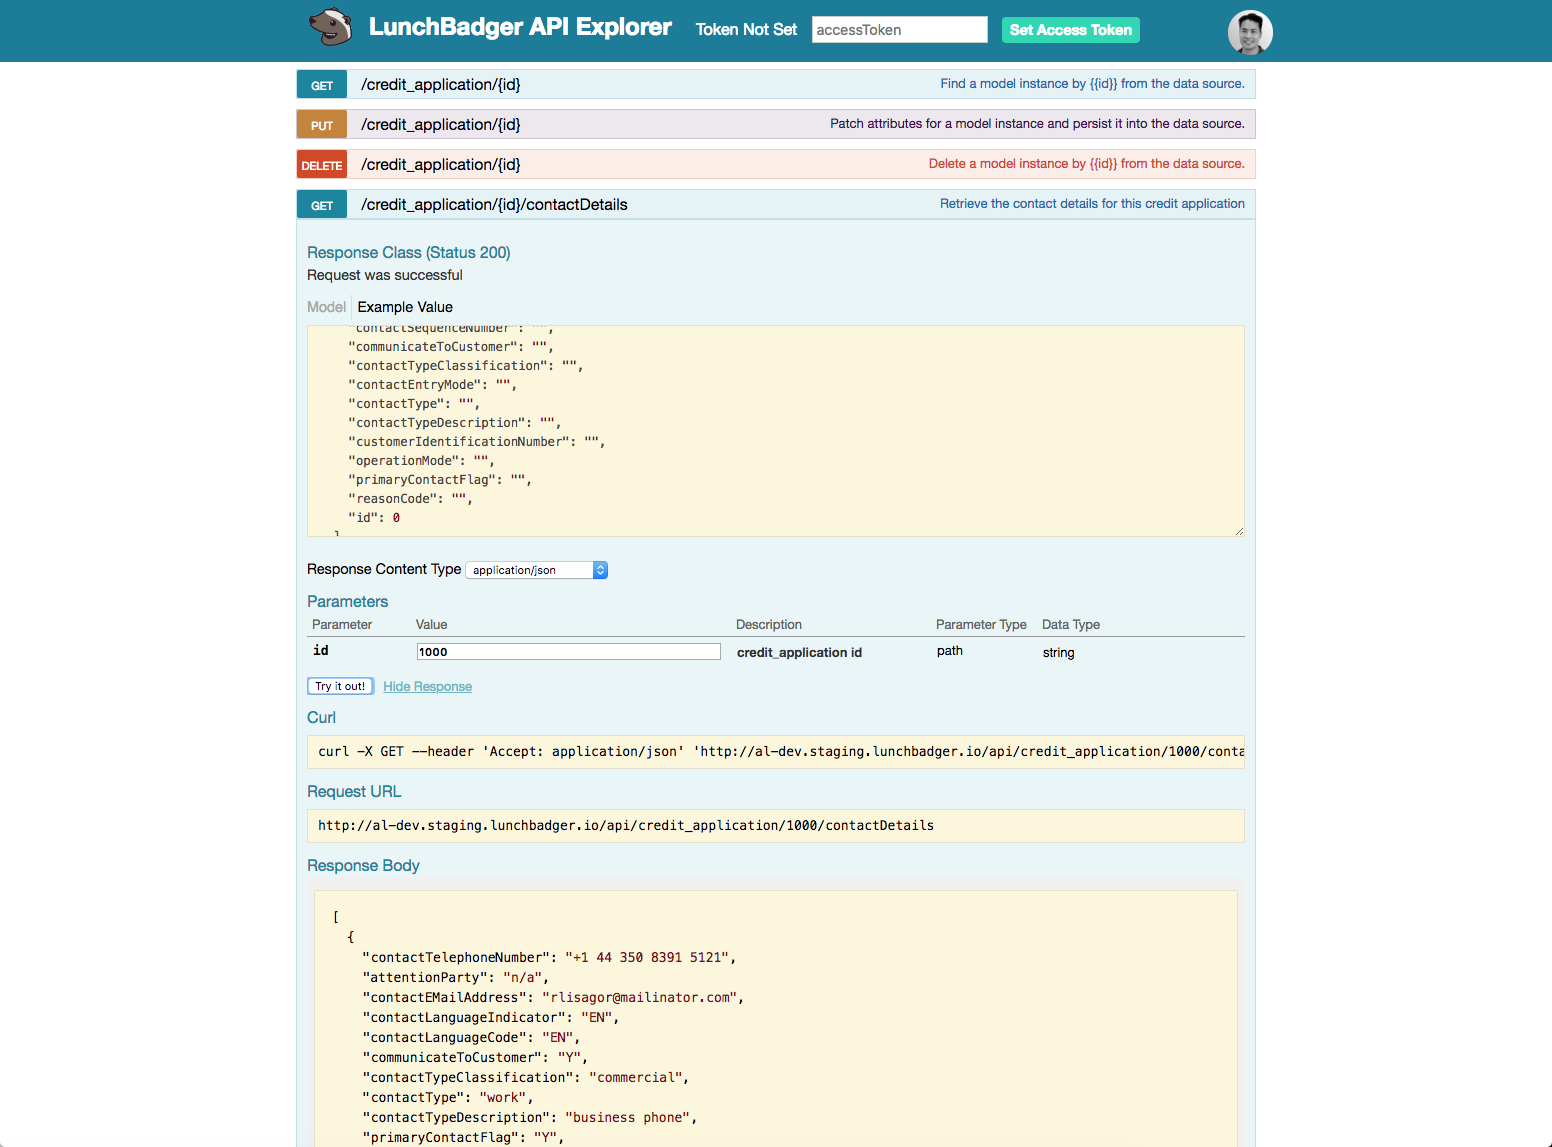 LunchBadger API Explorer Token Not Set accessToken Set Access Token
GET /credit_application/{id} Find a model instance by {{id}} from the data source.
PUT /credit_application/{id} Patch attributes for a model instance and persist it into the data source.
DELETE /credit_application/{id} Delete a model instance by {{id}} from the data source.
GET /credit_application/{id}/contactDetails Retrieve the contact details for this credit application
Response Class (Status 200)
Request was successful
Model Example Value
"contactSequenceNumber": "",
"communicateToCustomer": "",
"contactTypeClassification": "",
"contactEntryMode": "",
"contactType": "",
"contactTypeDescription": "",
"customerIdentificationNumber": "",
"operationMode": "",
"primaryContactFlag": "",
"reasonCode": "",
"id": 0
}
Response Content Type application/json
Parameters
Parameter Value Description Parameter Type Data Type
id 1000 credit_application id path string
Try it out! Hide Response
Curl
curl -X GET --header 'Accept: application/json' 'http://al-dev.staging.lunchbadger.io/api/credit_application/1000/conta
Request URL
http://al-dev.staging.lunchbadger.io/api/credit_application/1000/contactDetails
Response Body
[
{
"contactTelephoneNumber": "+1 44 350 8391 5121",
"attentionParty": "n/a",
"contactEMailAddress": "rlisagor@mailinator.com",
"contactLanguageIndicator": "EN",
"contactLanguageCode": "EN",
"communicateToCustomer": "Y",
"contactTypeClassification": "commercial",
"contactType": "work",
"contactTypeDescription": "business phone",
"primaryContactFlag": "Y",